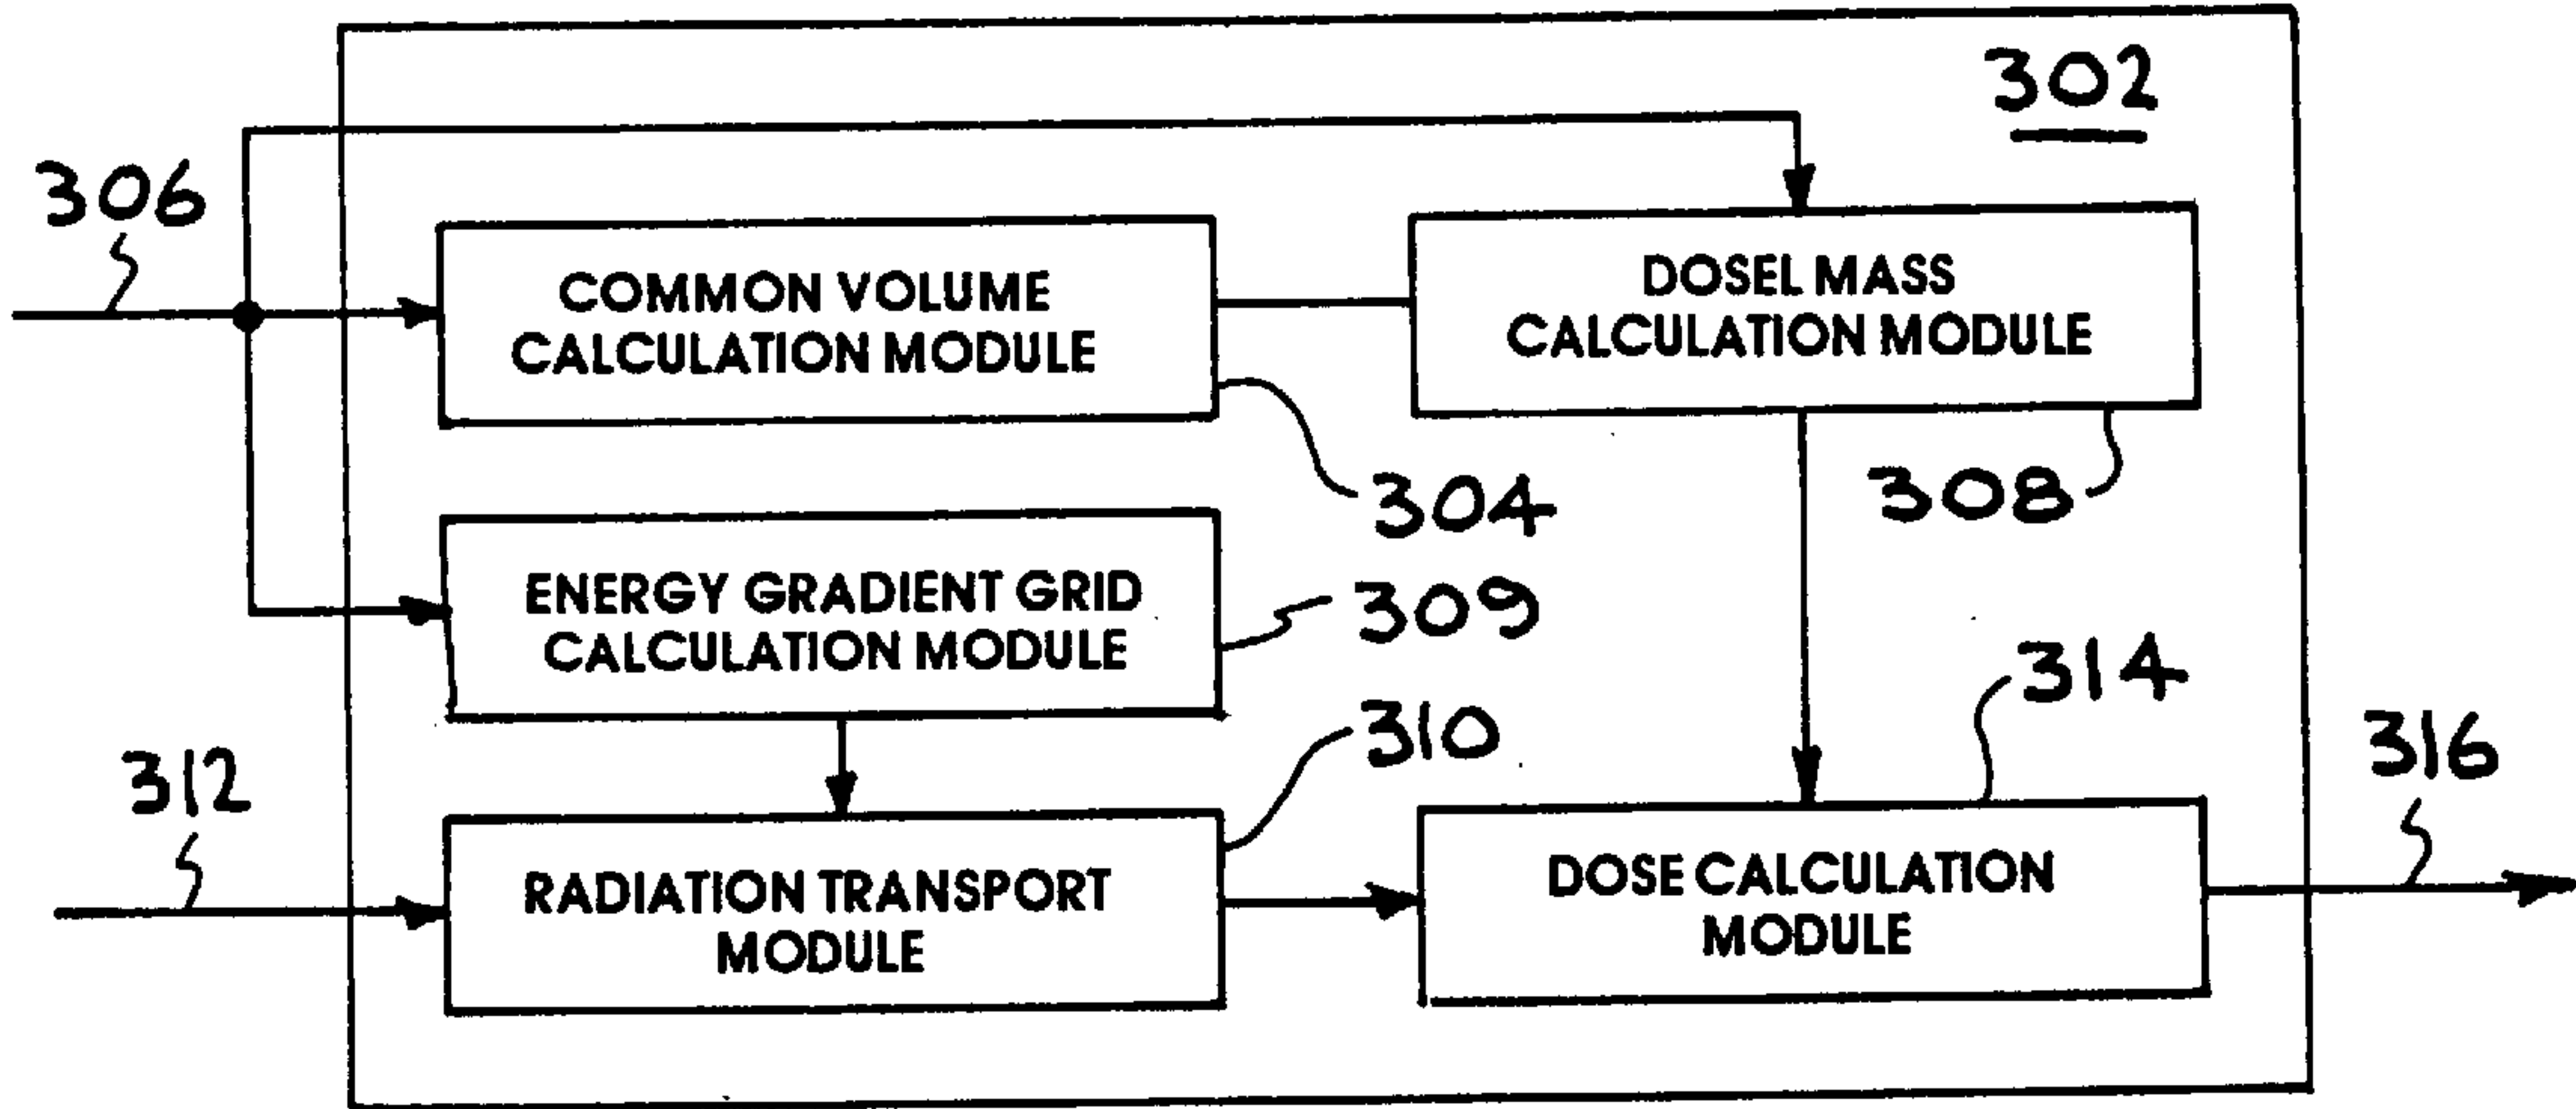 302
306
COMMON VOLUME
CALCULATION MODULE
DOSEL MASS
CALCULATION MODULE
304
308
ENERGY GRADIENT GRID
CALCULATION MODULE
309
314
310
316
312
RADIATION TRANSPORT
MODULE
DOSE CALCULATION
MODULE